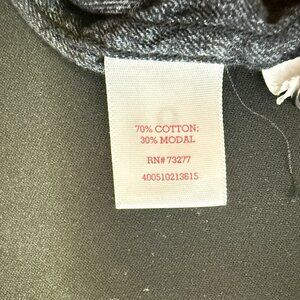 70% COTTON;
30% MODAL
RN# 73277
400510213615